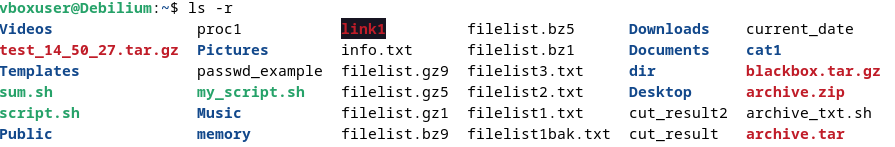 vboxuser@Debilium:~$ ls -r
Videos proc1 link1 filelist.bz5 Downloads current_date
test_14_50_27.tar.gz Pictures info.txt filelist.bz1 Documents cat1
Templates passwd_example filelist.gz9 filelist3.txt dir blackbox.tar.gz
sum.sh my_script.sh filelist.gz5 filelist2.txt Desktop archive.zip
script.sh Music filelist.gz1 filelist1.txt cut_result2 archive_txt.sh
Public memory filelist.bz9 filelist1bak.txt cut_result archive.tar